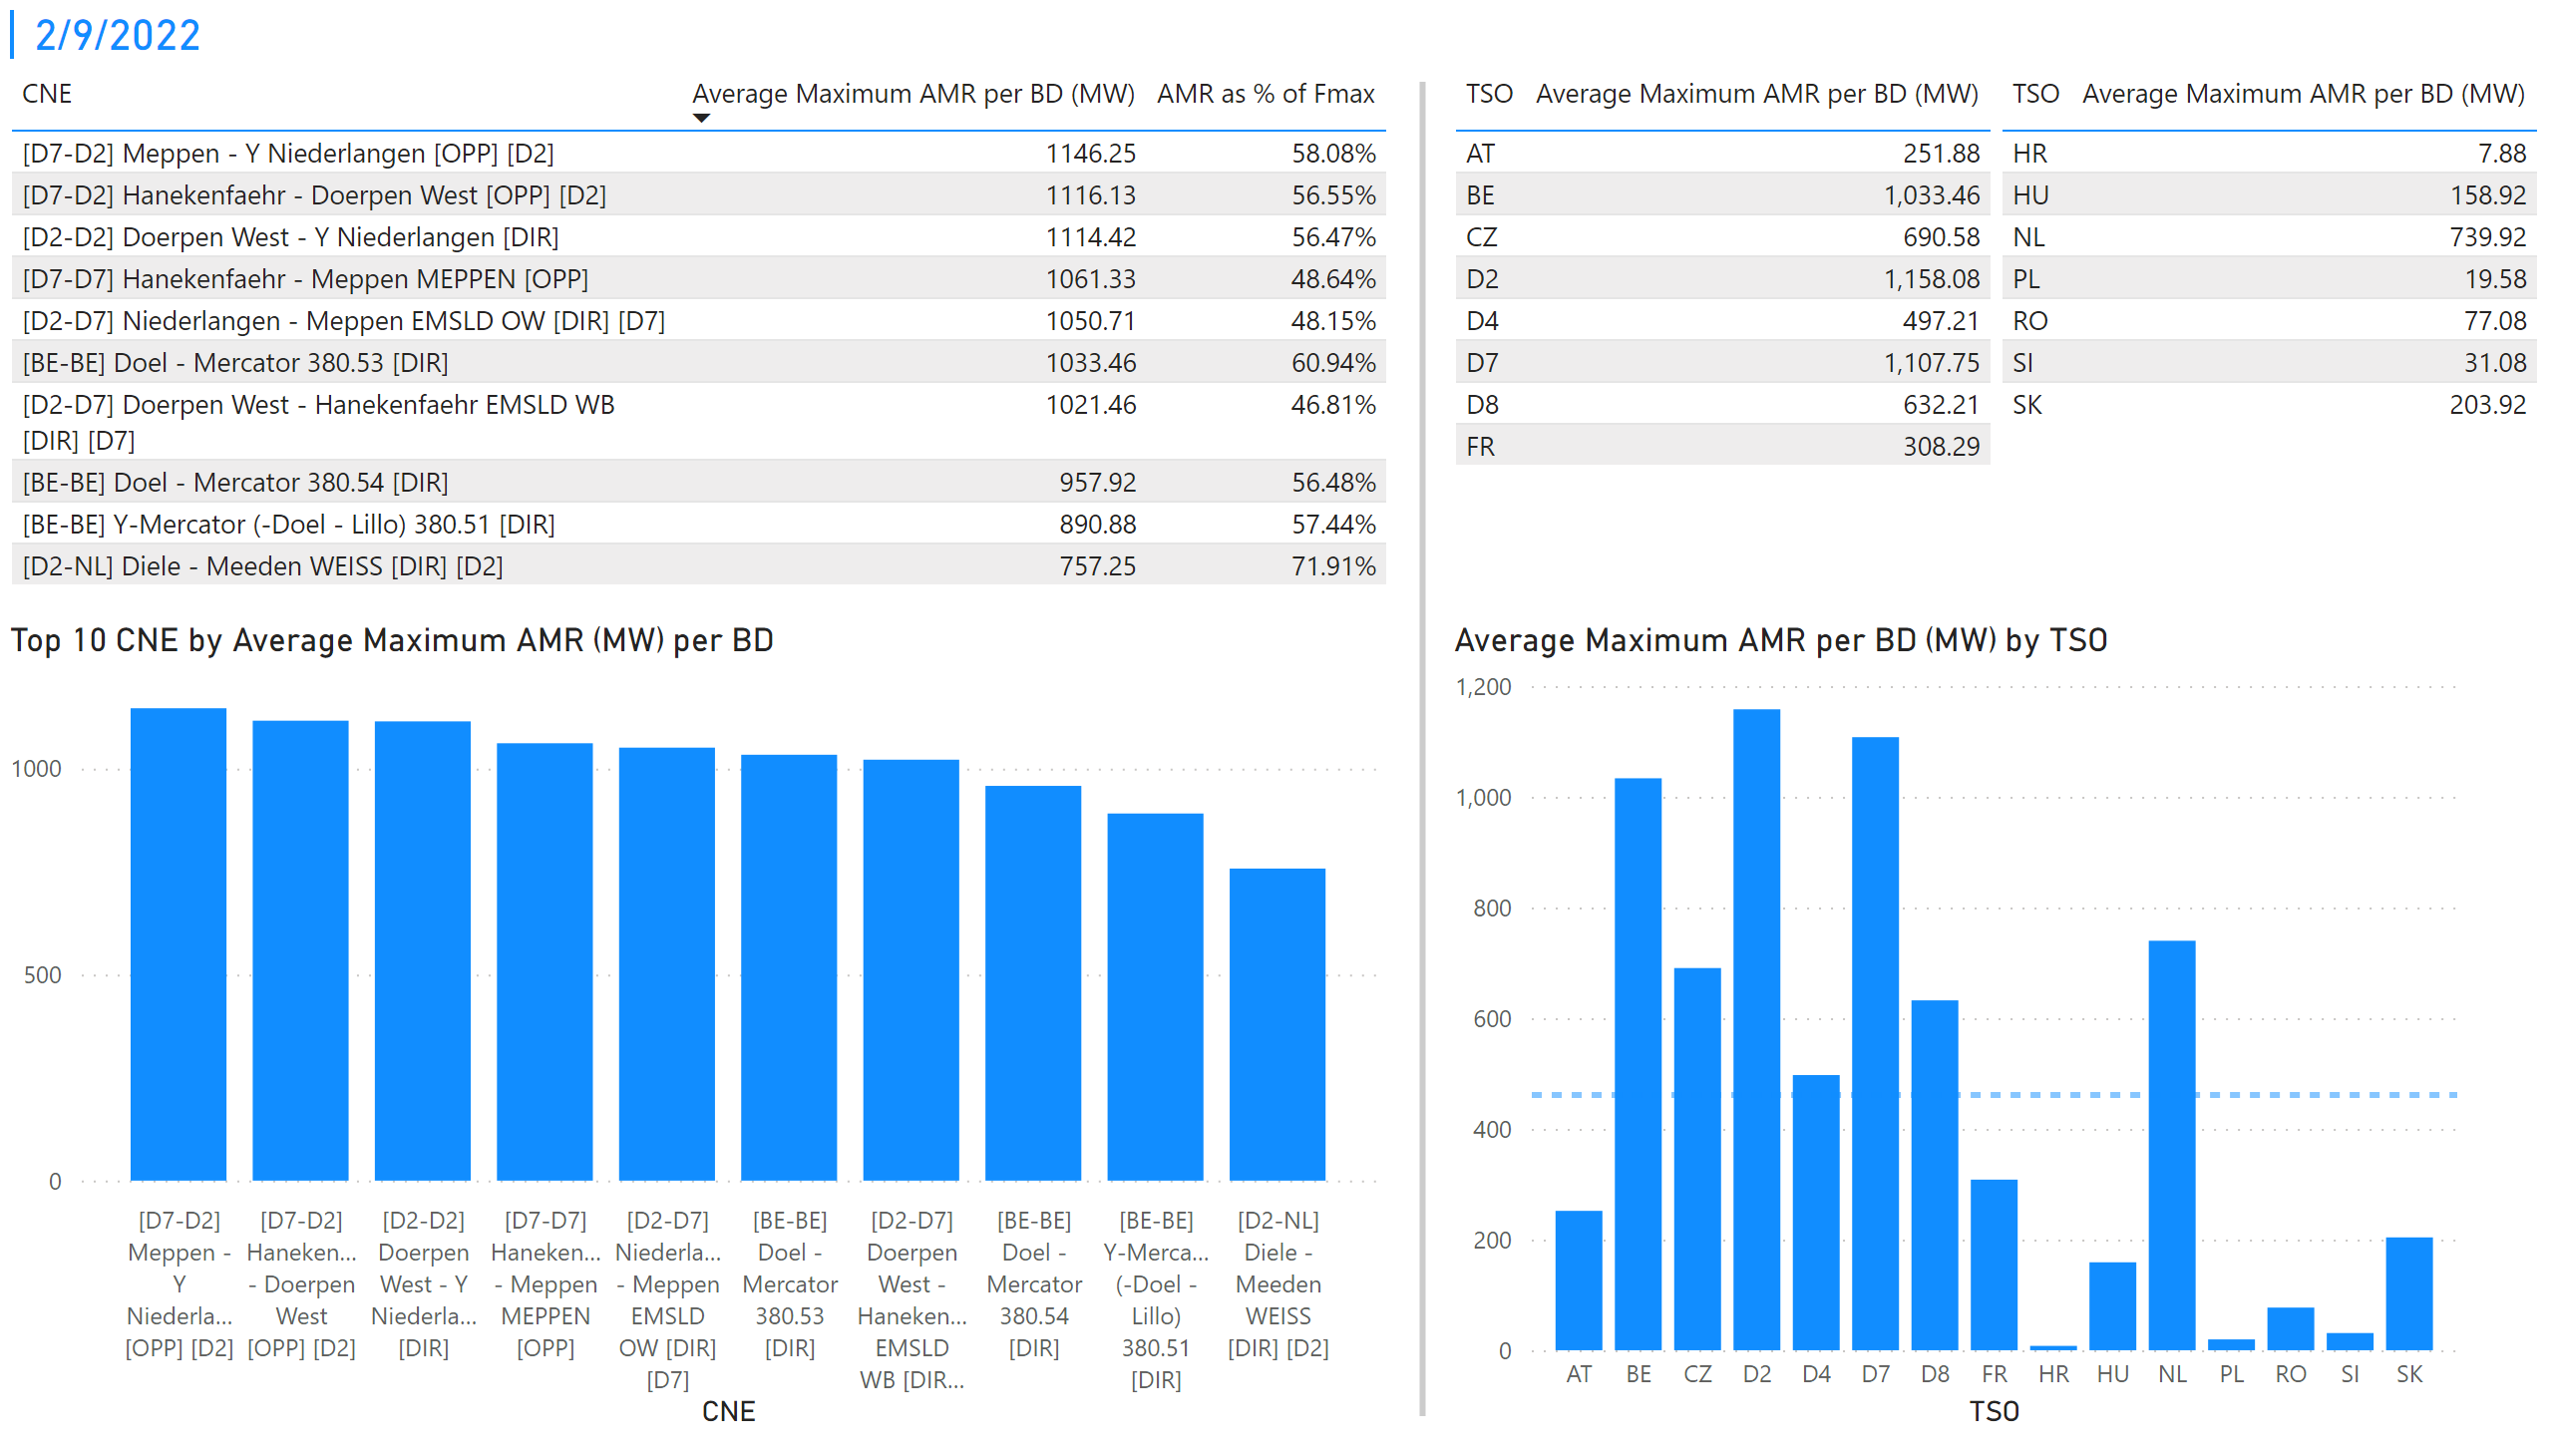 2/9/2022
CNE Average Maximum AMR per BD (MW) AMR as % of Fmax
[D7-D2] Meppen - Y Niederlangen [OPP] [D2] 1146.25 58.08%
[D7-D2] Hanekenfaehr - Doerpen West [OPP] [D2] 1116.13 56.55%
[D2-D2] Doerpen West - Y Niederlangen [DIR] 1114.42 56.47%
[D7-D7] Hanekenfaehr - Meppen MEPPEN [OPP] 1061.33 48.64%
[D2-D7] Niederlangen - Meppen EMSLD OW [DIR] [D7] 1050.71 48.15%
[BE-BE] Doel - Mercator 380.53 [DIR] 1033.46 60.94%
[D2-D7] Doerpen West - Hanekenfaehr EMSLD WB 1021.46 46.81%
[DIR] [D7]
[BE-BE] Doel - Mercator 380.54 [DIR] 957.92 56.48%
[BE-BE] Y-Mercator (-Doel - Lillo) 380.51 [DIR] 890.88 57.44%
[D2-NL] Diele - Meeden WEISS [DIR] [D2] 757.25 71.91%
TSO Average Maximum AMR per BD (MW)
AT 251.88
BE 1,033.46
CZ 690.58
D2 1,158.08
D4 497.21
D7 1,107.75
D8 632.21
FR 308.29
TSO Average Maximum AMR per BD (MW)
HR 7.88
HU 158.92
NL 739.92
PL 19.58
RO 77.08
SI 31.08
SK 203.92
Top 10 CNE by Average Maximum AMR (MW) per BD
1000
500
0
[D7-D2]
Meppen -
Y
Niederla...
[OPP] [D2]
[D7-D2]
Haneken...
- Doerpen
West
[OPP] [D2]
[D2-D2]
Doerpen
West - Y
Niederla...
[DIR]
[D7-D7]
Haneken...
- Meppen
MEPPEN
[OPP]
[D2-D7]
Niederla...
- Meppen
EMSLD
OW [DIR]
[D7]
[BE-BE]
Doel -
Mercator
380.53
[DIR]
[D2-D7]
Doerpen
West -
Haneken...
EMSLD
WB [DIR...
[BE-BE]
Doel -
Mercator
380.54
[DIR]
[BE-BE]
Y-Merca...
(-Doel -
Lillo)
380.51
[DIR]
[D2-NL]
Diele -
Meeden
WEISS
[DIR] [D2]
CNE
Average Maximum AMR per BD (MW) by TSO
1,200
1,000
800
600
400
200
0
AT BE CZ D2 D4 D7 D8 FR HR HU NL PL RO SI SK
TSO